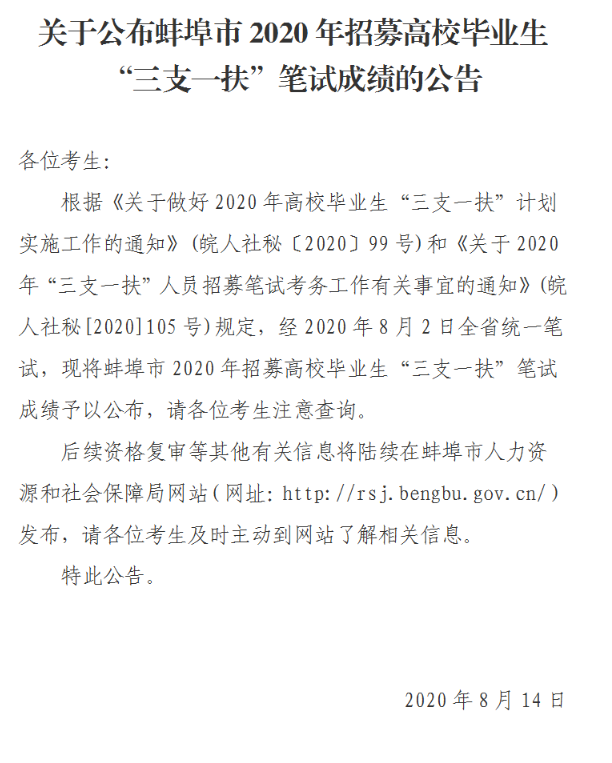 关于公布蚌埠市 2020 年招募高校毕业生
“三支一扶”笔试成绩的公告
各位考生：
根据《关于做好 2020 年高校毕业生“三支一扶”计划
实施工作的通知》(皖人社秘〔2020〕99 号)和《关于 2020
年“三支一扶”人员招募笔试考务工作有关事宜的通知》(皖
人社秘[2020]105 号)规定，经 2020 年 8 月 2 日全省统一笔
试，现将蚌埠市 2020 年招募高校毕业生“三支一扶”笔试
成绩予以公布，请各位考生注意查询。
后续资格复审等其他有关信息将陆续在蚌埠市人力资
源和社会保障局网站(网址：http://rsj.bengbu.gov.cn/)
发布，请各位考生及时主动到网站了解相关信息。
特此公告。
2020 年 8 月 14 日